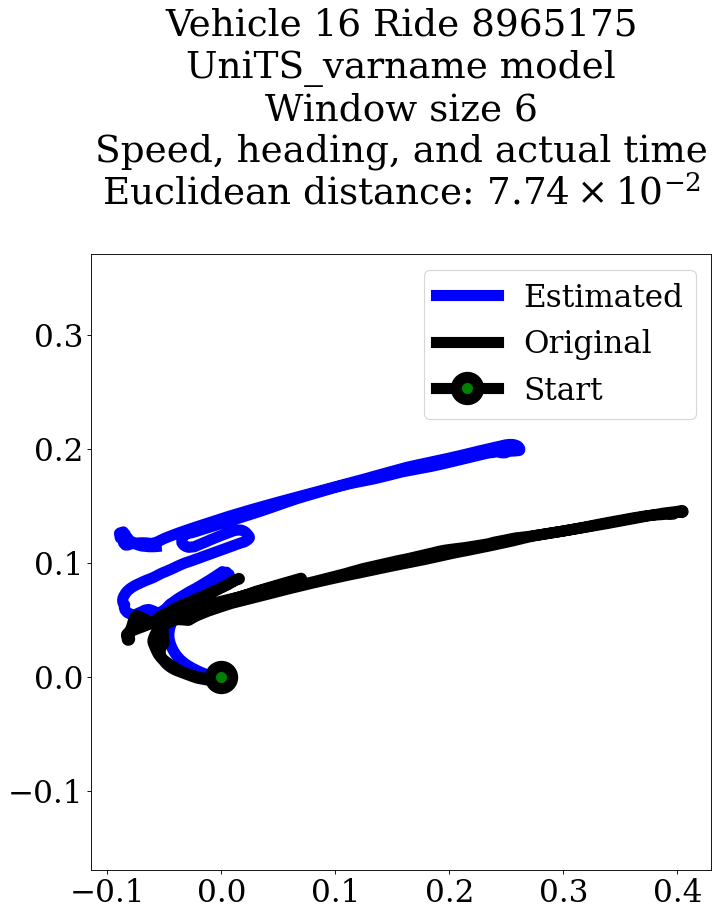 Vehicle 16 Ride 8965175
UniTS_varname model
Window size 6
Speed, heading, and actual time
Euclidean distance: 7.74 × 10⁻²
Estimated
Original
Start
0.3
0.2
0.1
0.0
−0.1
−0.1 0.0 0.1 0.2 0.3 0.4